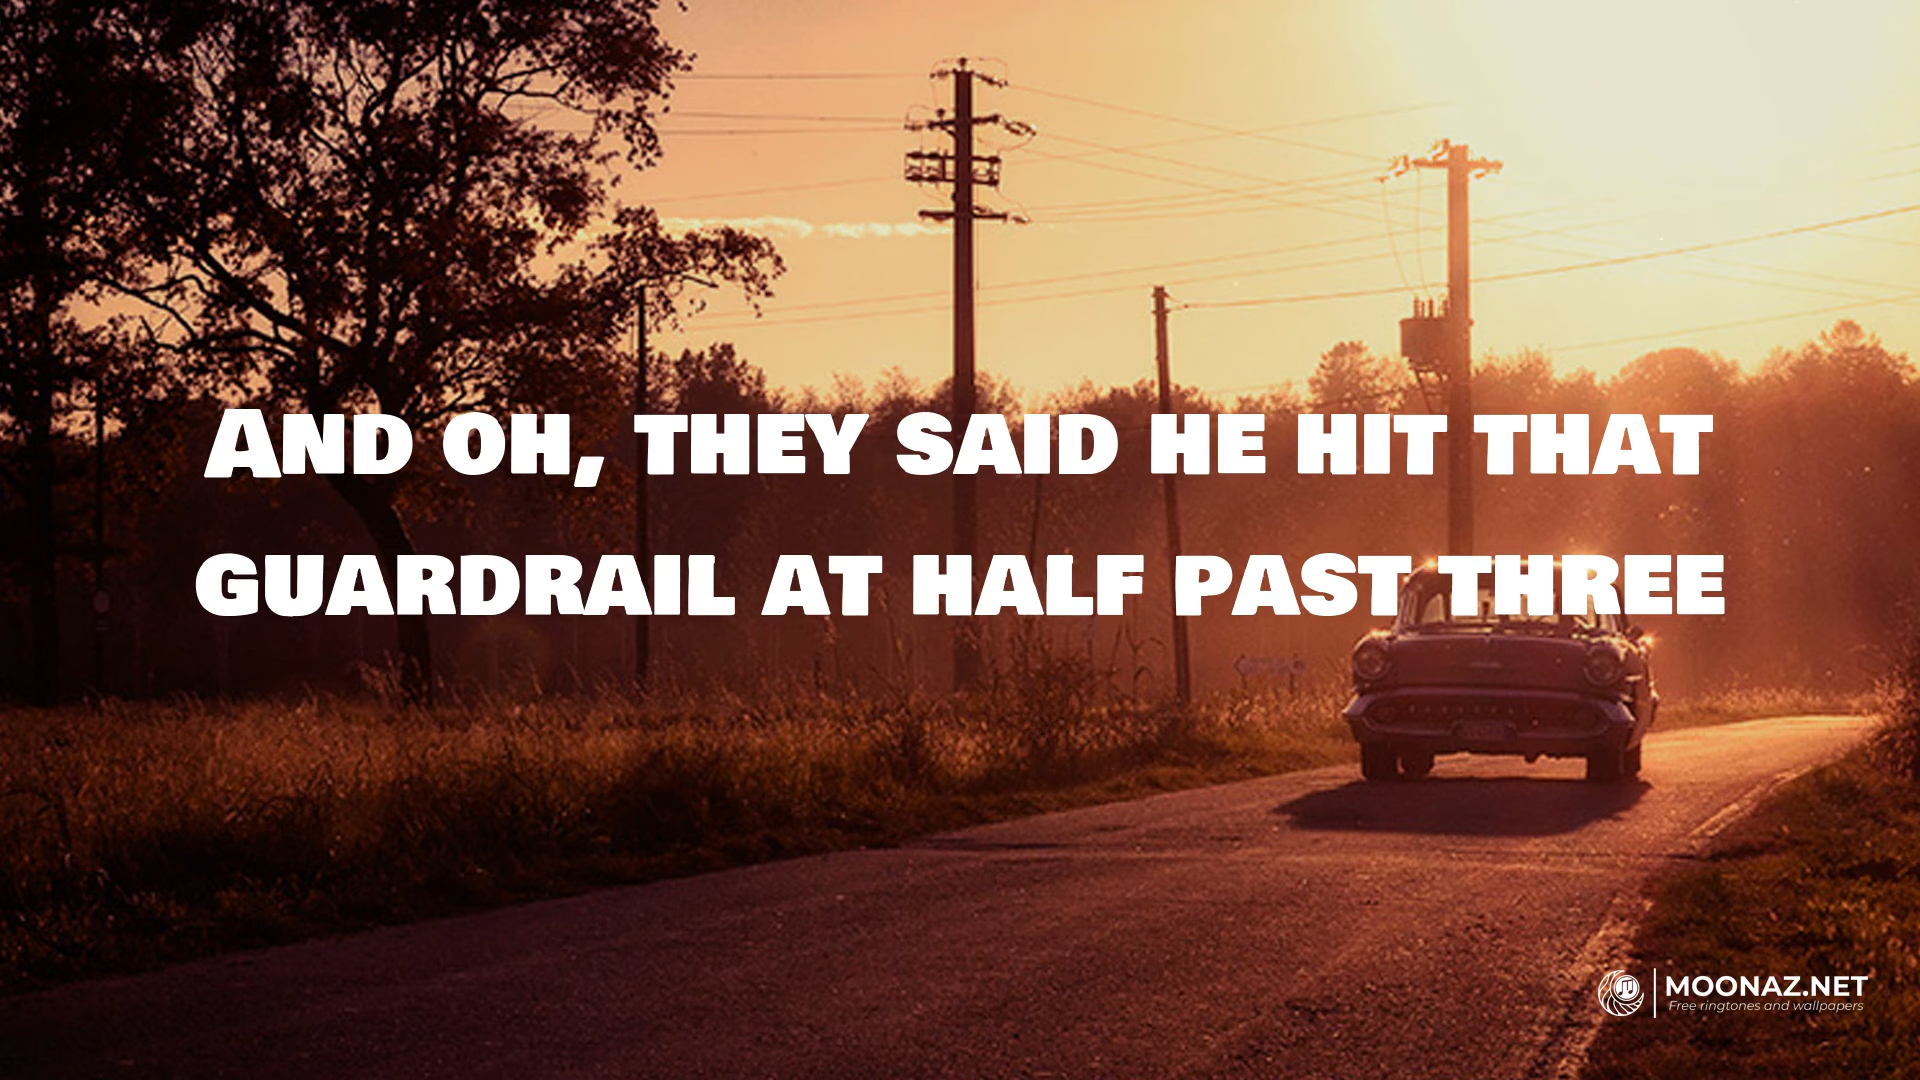 And oh, they said he hit that
guardrail at half past three
MOONAZ.NET
Free ringtones and wallpapers